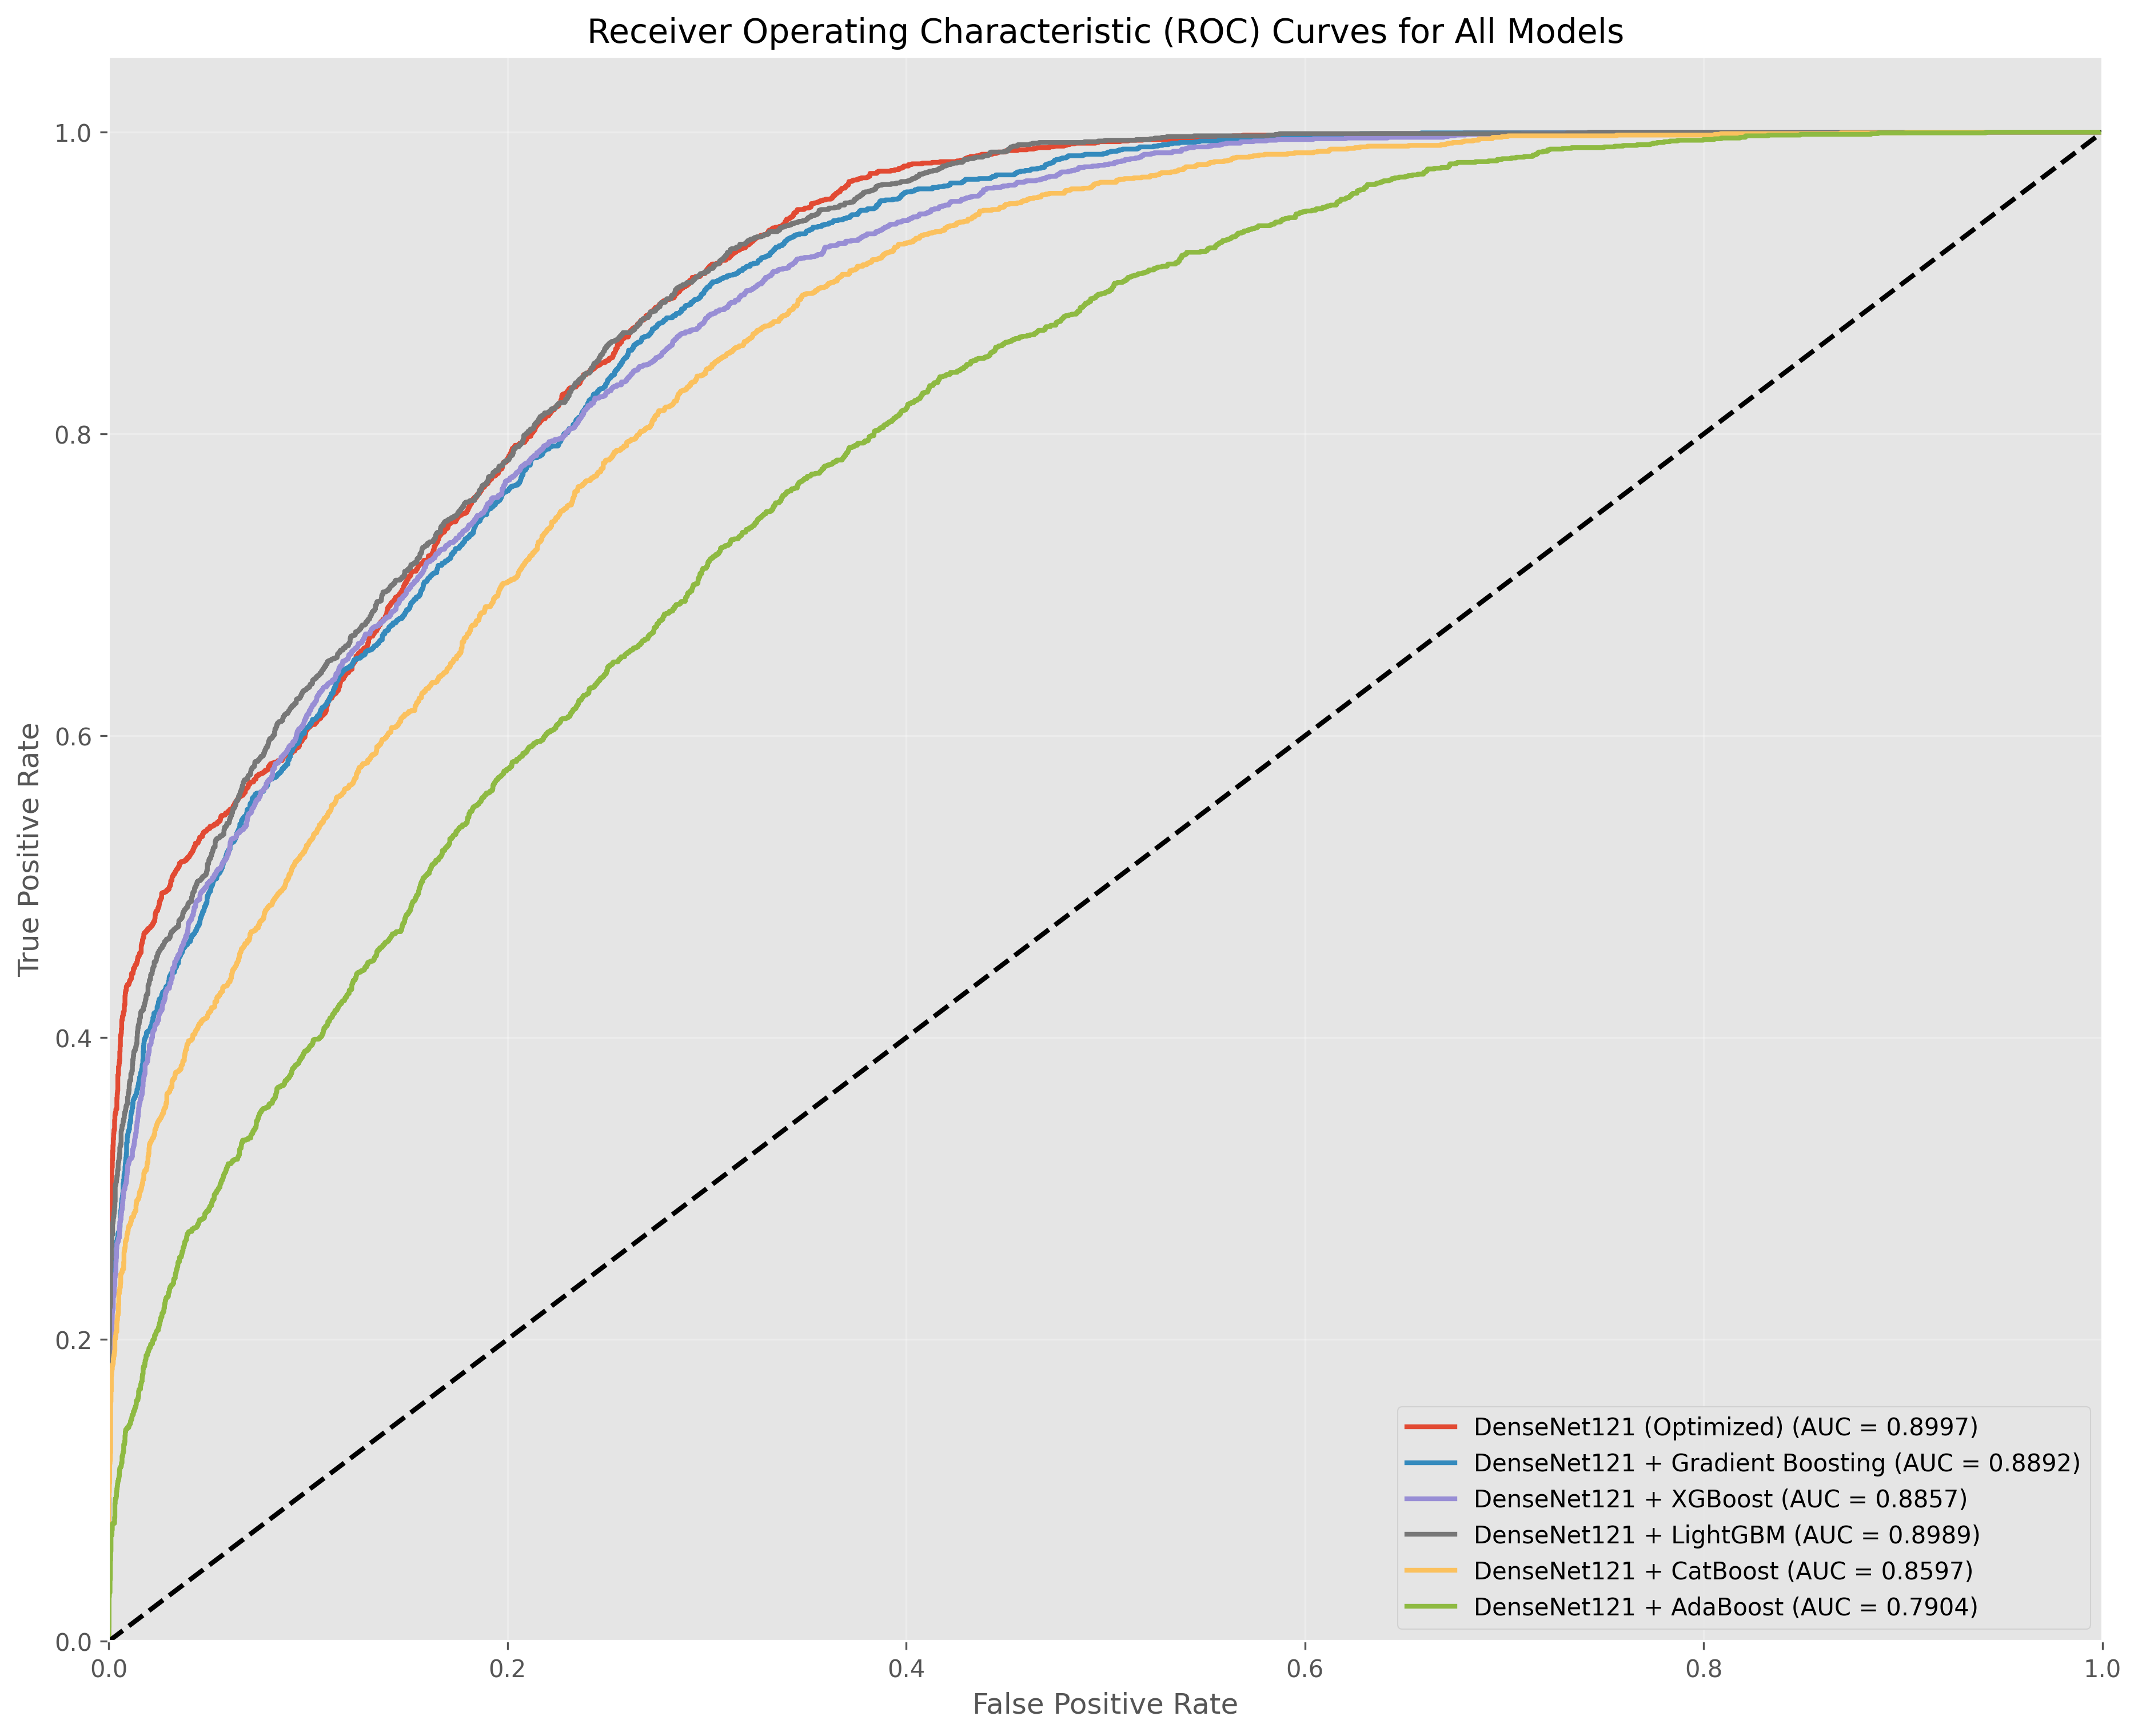 Receiver Operating Characteristic (ROC) Curves for All Models
1.0
0.8
0.6
0.4
0.2
0.0
True Positive Rate
0.0 0.2 0.4 0.6 0.8 1.0
False Positive Rate
DenseNet121 (Optimized) (AUC = 0.8997)
DenseNet121 + Gradient Boosting (AUC = 0.8892)
DenseNet121 + XGBoost (AUC = 0.8857)
DenseNet121 + LightGBM (AUC = 0.8989)
DenseNet121 + CatBoost (AUC = 0.8597)
DenseNet121 + AdaBoost (AUC = 0.7904)